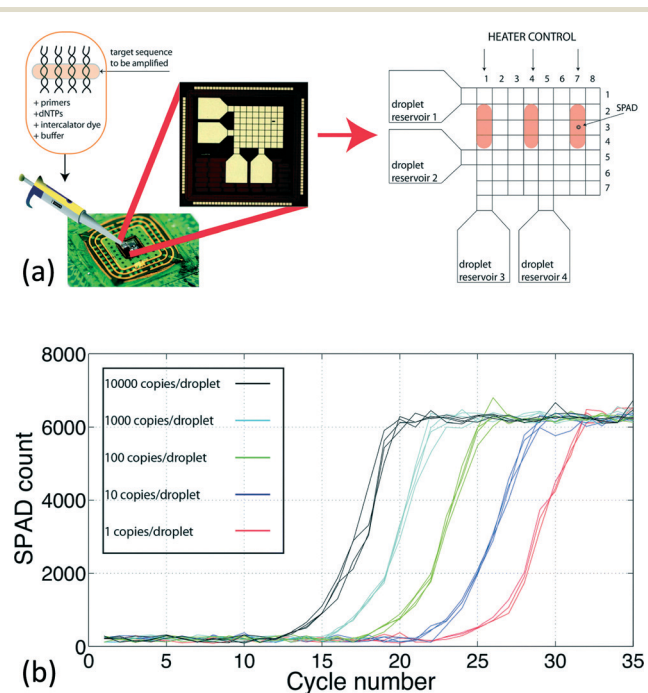 target sequence
to be amplified
+ primers
+dNTPs
+ intercalator dye
+ buffer
(a)
HEATER CONTROL
1 2 3 4 5 6 7 8
droplet
reservoir 1
droplet
reservoir 2
1
2
3
4
5
6
7
SPAD
droplet
reservoir 3
droplet
reservoir 4
8000
6000
4000
2000
0
SPAD count
10000 copies/droplet
1000 copies/droplet
100 copies/droplet
10 copies/droplet
1 copies/droplet
0 5 10 15 20 25 30 35
Cycle number
(b)